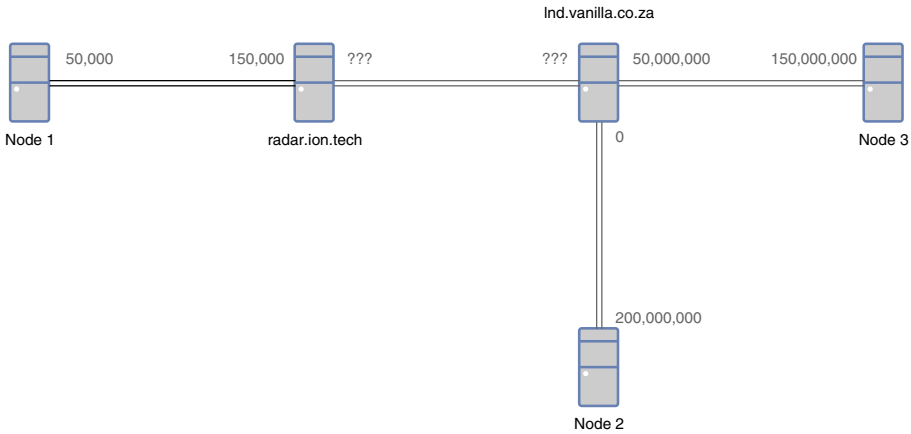 lnd.vanilla.co.za
50,000
150,000
???
???
50,000,000
150,000,000
Node 1
radar.ion.tech
0
Node 3
200,000,000
Node 2